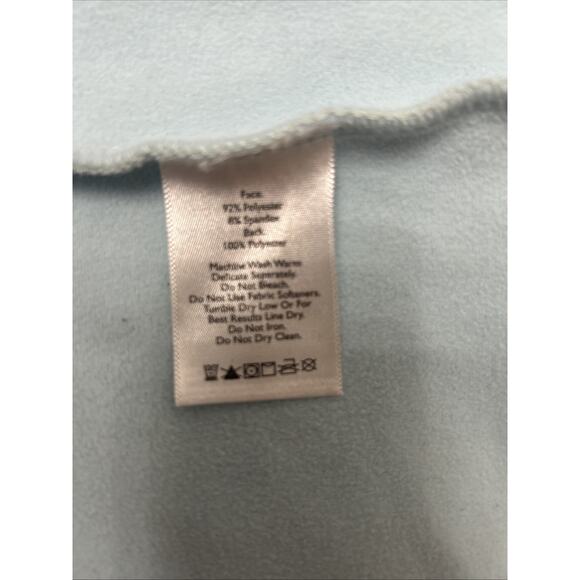 Face
92% Polyester
8% Spandex
Back
100% Polyester
Machine Wash Warm
Delicate Seperately.
Do Not Bleach.
Do Not Use Fabric Softeners.
Tumble Dry Low Or For
Best Results Line Dry.
Do Not Iron.
Do Not Dry Clean.